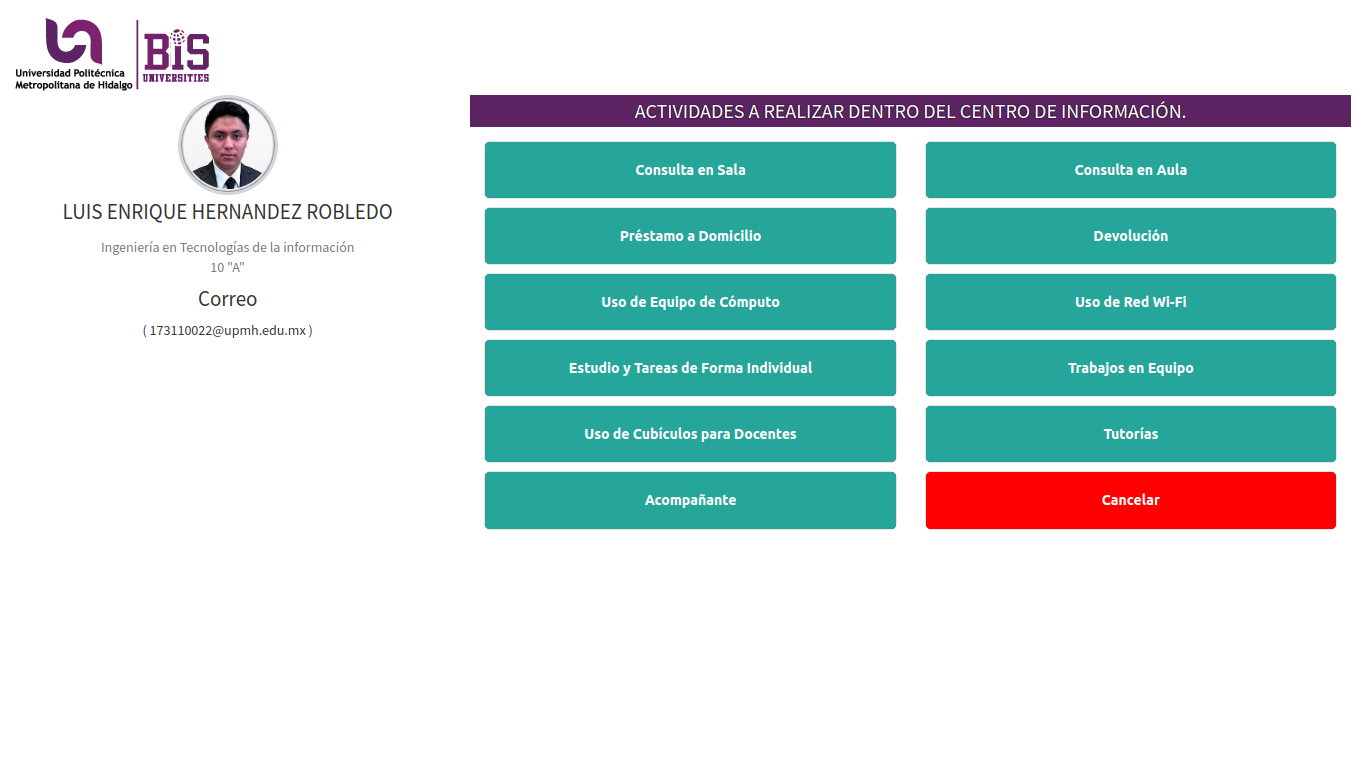 Universidad Politécnica
Metropolitana de Hidalgo
BiS
UNIVERSITIES
LUIS ENRIQUE HERNANDEZ ROBLEDO
Ingeniería en Tecnologías de la información
10 "A"
Correo
( 173110022@upmh.edu.mx )
ACTIVIDADES A REALIZAR DENTRO DEL CENTRO DE INFORMACIÓN.
Consulta en Sala
Consulta en Aula
Préstamo a Domicilio
Devolución
Uso de Equipo de Cómputo
Uso de Red Wi-Fi
Estudio y Tareas de Forma Individual
Trabajos en Equipo
Uso de Cubículos para Docentes
Tutorías
Acompañante
Cancelar